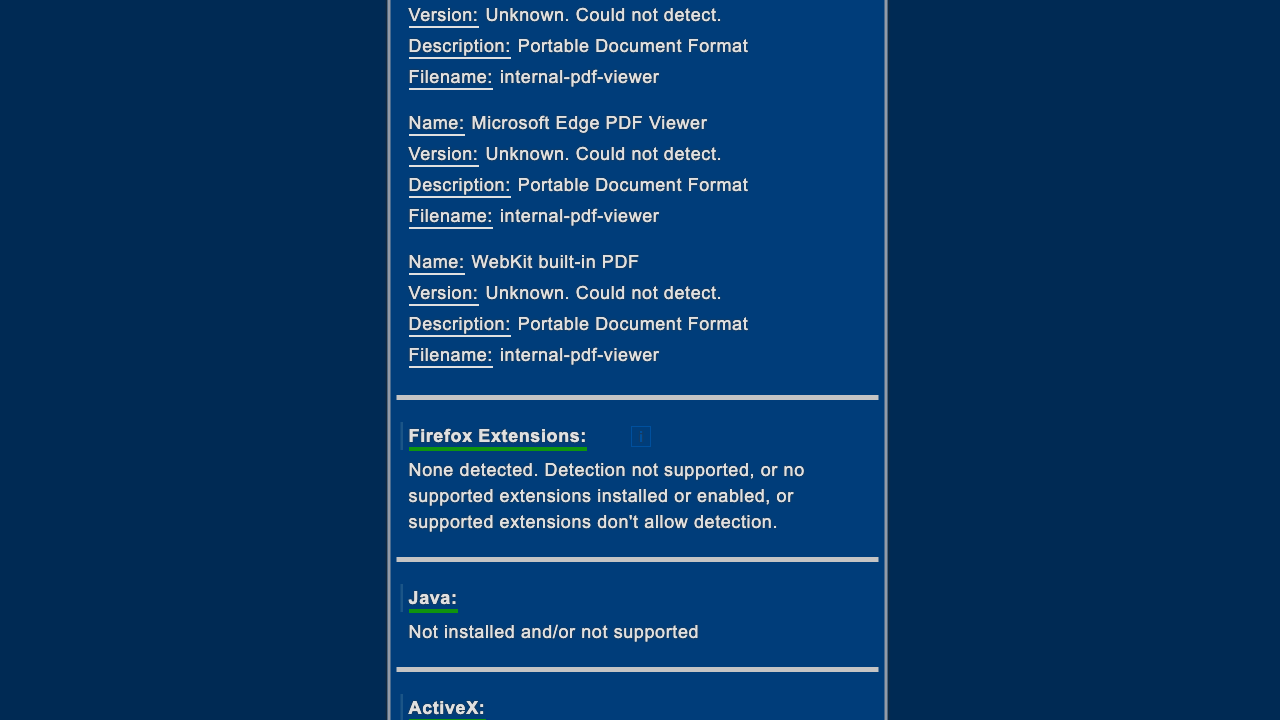 Version: Unknown. Could not detect.
Description: Portable Document Format
Filename: internal-pdf-viewer
Name: Microsoft Edge PDF Viewer
Version: Unknown. Could not detect.
Description: Portable Document Format
Filename: internal-pdf-viewer
Name: WebKit built-in PDF
Version: Unknown. Could not detect.
Description: Portable Document Format
Filename: internal-pdf-viewer
Firefox Extensions: i
None detected. Detection not supported, or no
supported extensions installed or enabled, or
supported extensions don't allow detection.
Java:
Not installed and/or not supported
ActiveX: